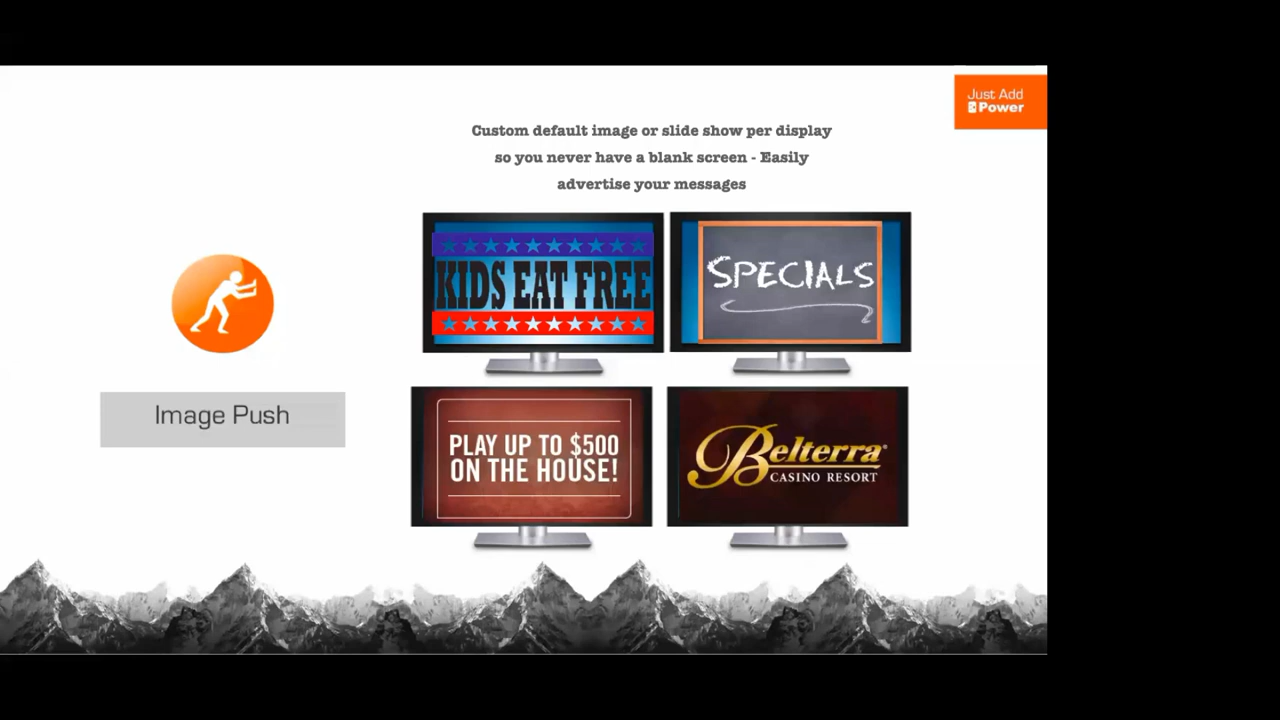 Just Add
Power
Custom default image or slide show per display
so you never have a blank screen - Easily
advertise your messages
KIDS EAT FREE
SPECIALS
Image Push
PLAY UP TO $500
ON THE HOUSE!
Belterra®
CASINO RESORT